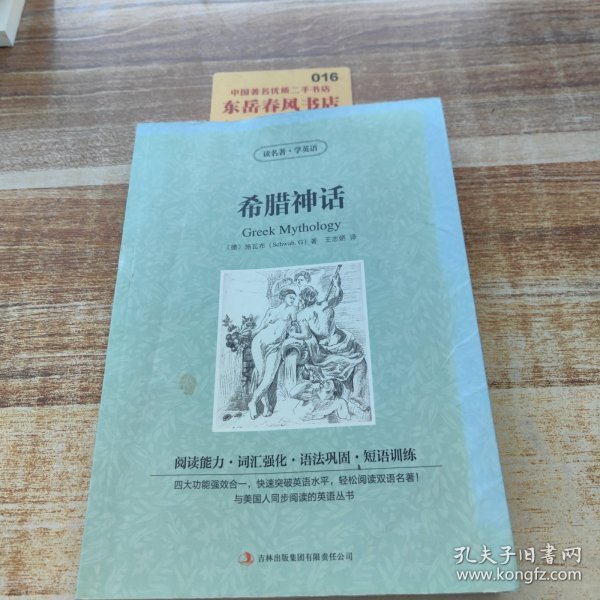 016
中国著名优质二手书店
东岳春风书店
读名著·学英语
希腊神话
Greek Mythology
（德）施瓦布（Schwab. G）著 王志娇 译
阅读能力·词汇强化·语法巩固·短语训练
四大功能强效合一，快速突破英语水平，轻松阅读双语名著！
与美国人同步阅读的英语丛书
吉林出版集团有限责任公司
孔夫子旧书网
www.kongfz.com